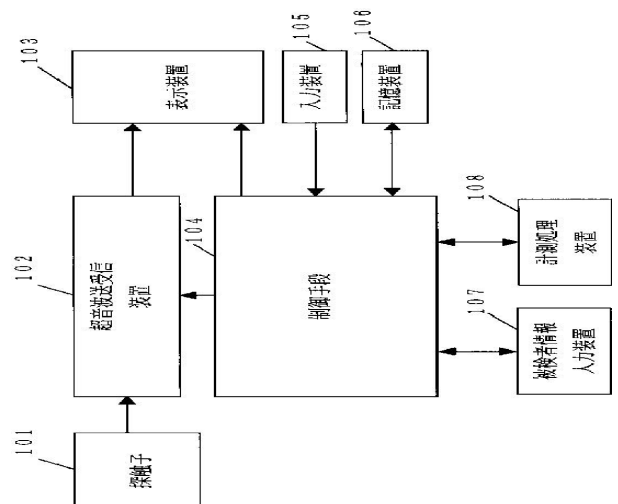 101
探触子
102
超音波送受信
装置
103
表示装置
104
制御手段
105
入力装置
106
記憶装置
107
被検者情報
入力装置
108
計測処理
装置